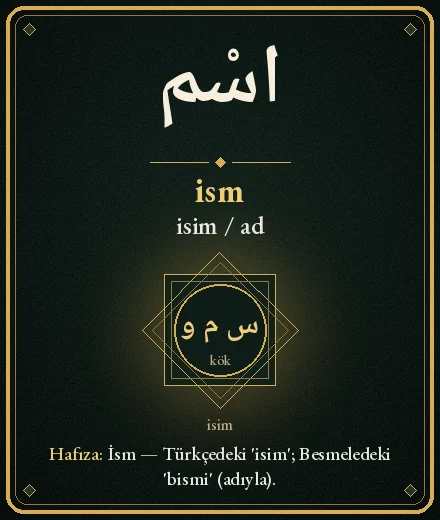 اسْم
ism
isim / ad
س م و
kök
isim
Hafıza: İsm — Türkçedeki 'isim'; Besmeledeki
'bismi' (adıyla).